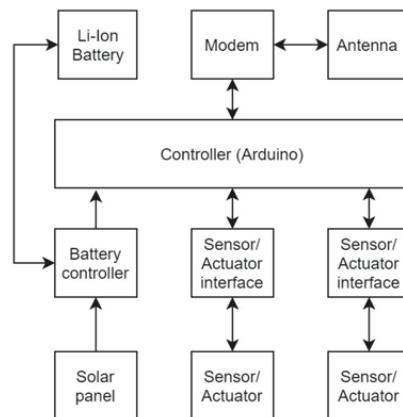 Li-Ion
Battery
Modem
Antenna
Controller (Arduino)
Battery
controller
Sensor/
Actuator
interface
Sensor/
Actuator
interface
Solar
panel
Sensor/
Actuator
Sensor/
Actuator